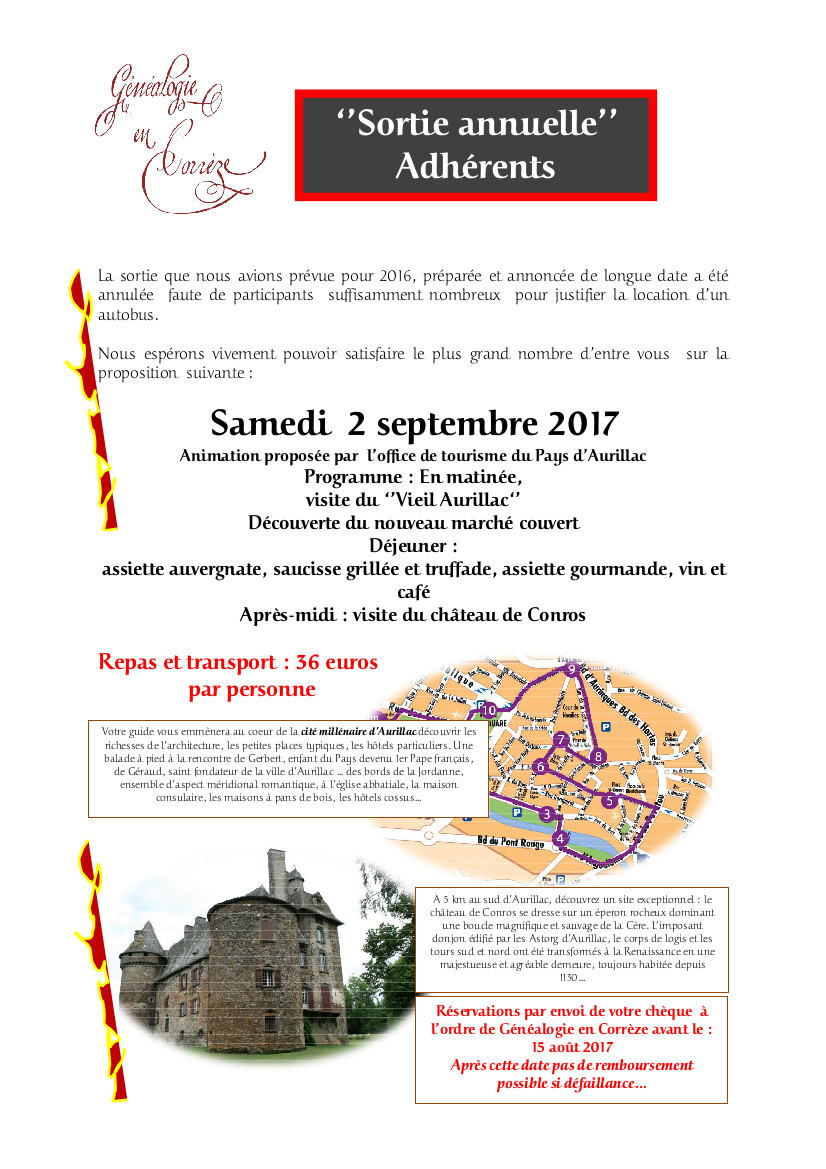 Généalogie
en
Corrèze
‘’Sortie annuelle’’
Adhérents
La sortie que nous avions prévue pour 2016, préparée et annoncée de longue date a été
annulée faute de participants suffisamment nombreux pour justifier la location d’un
autobus.
Nous espérons vivement pouvoir satisfaire le plus grand nombre d’entre vous sur la
proposition suivante :
Samedi 2 septembre 2017
Animation proposée par l’office de tourisme du Pays d’Aurillac
Programme : En matinée,
visite du ‘’Vieil Aurillac‘’
Découverte du nouveau marché couvert
Déjeuner :
assiette auvergnate, saucisse grillée et truffade, assiette gourmande, vin et
café
Après-midi : visite du château de Conros
Repas et transport : 36 euros
par personne
Votre guide vous emmènera au coeur de la cité millénaire d’Aurillac découvrir les
richesses de l’architecture, les petites places typiques, les hôtels particuliers. Une
balade à pied à la rencontre de Gerbert, enfant du Pays devenu 1er Pape français,
de Géraud, saint fondateur de la ville d’Aurillac ... des bords de la Jordanne,
ensemble d’aspect médiéval romantique, à l’église abbatiale, la maison
consulaire, les maisons à pans de bois, les hôtels cossus...
9
10
7
8
6
5
3
4
P
P
P
Bd d'Aurinques
Bd des Hortes
Bd du Pont Rouge
A 5 km au sud d’Aurillac, découvrez un site exceptionnel : le
château de Conros se dresse sur un éperon rocheux dominant
une boucle magnifique et sauvage de la Cère. L’imposant
donjon édifié par les Astorg d’Aurillac, le corps de logis et les
tours sud et nord ont été transformés à la Renaissance en une
majestueuse et agréable demeure, toujours habitée depuis
1130 ...
Réservations par envoi de votre chèque à
l’ordre de Généalogie en Corrèze avant le :
15 août 2017
Après cette date pas de remboursement
possible si défaillance...